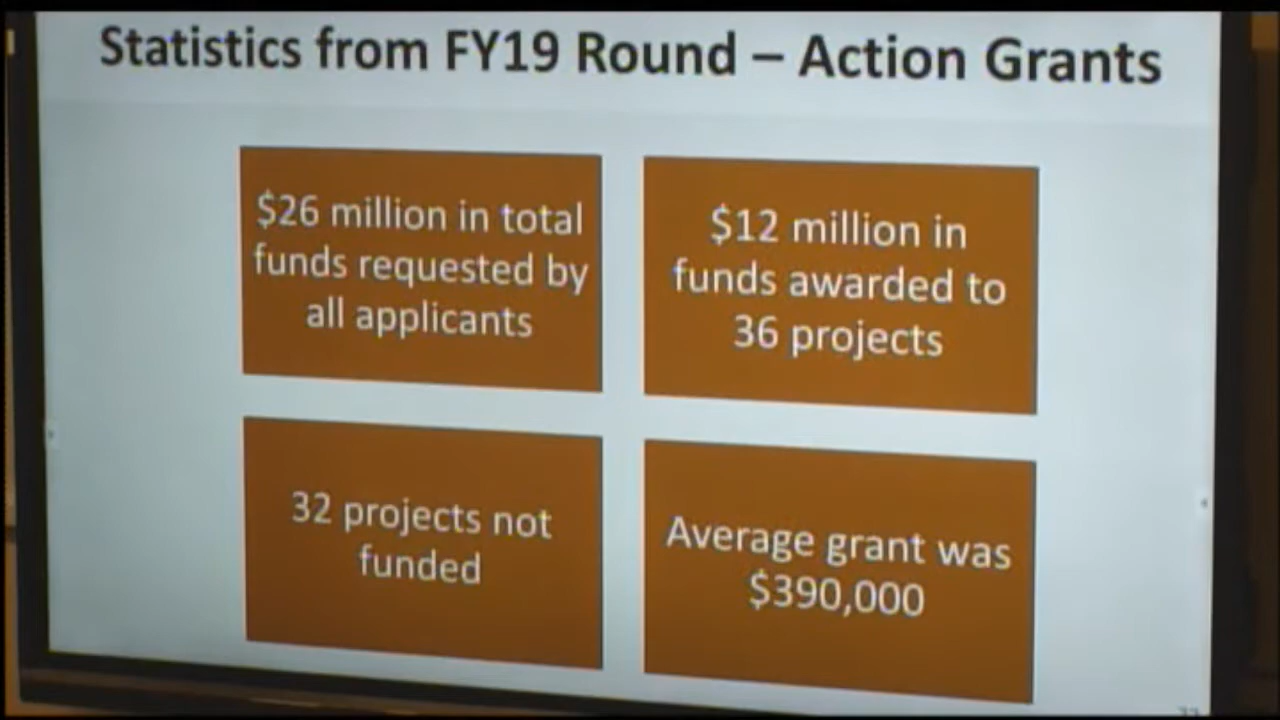 Statistics from FY19 Round – Action Grants
$26 million in total
funds requested by
all applicants
$12 million in
funds awarded to
36 projects
32 projects not
funded
Average grant was
$390,000